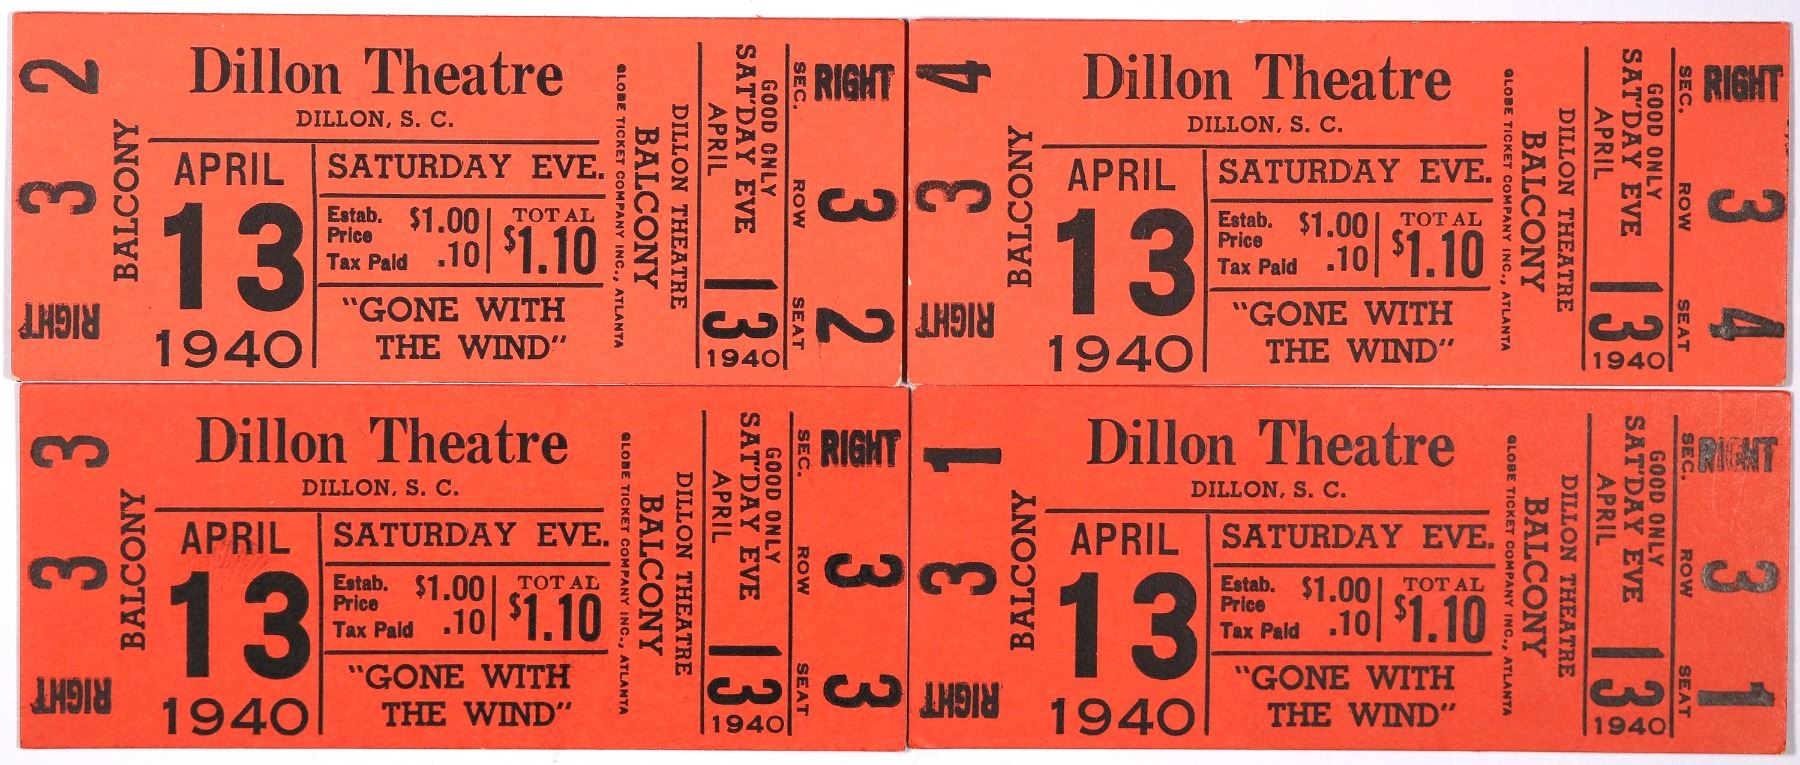 2
3
RIGHT
BALCONY
Dillon Theatre
DILLON, S. C.
APRIL
13
1940
SATURDAY EVE.
Estab. Price $1.00
Tax Paid .10
TOTAL
$1.10
"GONE WITH
THE WIND"
GLOBE TICKET COMPANY INC., ATLANTA
BALCONY
DILLON THEATRE
APRIL 13
1940
SAT'DAY EVE
GOOD ONLY
SEC. ROW SEAT
RIGHT 3 2
4
3
RIGHT
BALCONY
Dillon Theatre
DILLON, S. C.
APRIL
13
1940
SATURDAY EVE.
Estab. Price $1.00
Tax Paid .10
TOTAL
$1.10
"GONE WITH
THE WIND"
GLOBE TICKET COMPANY INC., ATLANTA
BALCONY
DILLON THEATRE
APRIL 13
1940
SAT'DAY EVE
GOOD ONLY
SEC. ROW SEAT
RIGHT 3 4
3
3
RIGHT
BALCONY
Dillon Theatre
DILLON, S. C.
APRIL
13
1940
SATURDAY EVE.
Estab. Price $1.00
Tax Paid .10
TOTAL
$1.10
"GONE WITH
THE WIND"
GLOBE TICKET COMPANY INC., ATLANTA
BALCONY
DILLON THEATRE
APRIL 13
1940
SAT'DAY EVE
GOOD ONLY
SEC. ROW SEAT
RIGHT 3 3
1
3
RIGHT
BALCONY
Dillon Theatre
DILLON, S. C.
APRIL
13
1940
SATURDAY EVE.
Estab. Price $1.00
Tax Paid .10
TOTAL
$1.10
"GONE WITH
THE WIND"
GLOBE TICKET COMPANY INC., ATLANTA
BALCONY
DILLON THEATRE
APRIL 13
1940
SAT'DAY EVE
GOOD ONLY
SEC. ROW SEAT
RIGHT 3 1